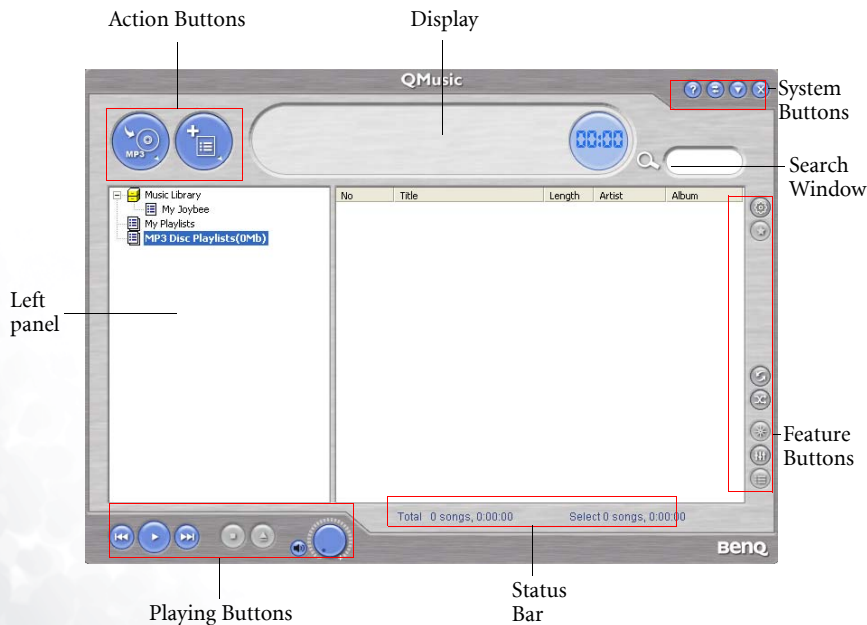 Action Buttons
Display
QMusic
System
Buttons
MP3
00:00
Search
Window
Music Library
My Joybee
My Playlists
MP3 Disc Playlists(0Mb)
No Title Length Artist Album
Left
panel
Feature
Buttons
Total 0 songs, 0:00:00 Select 0 songs, 0:00:00
BenQ
Playing Buttons
Status
Bar